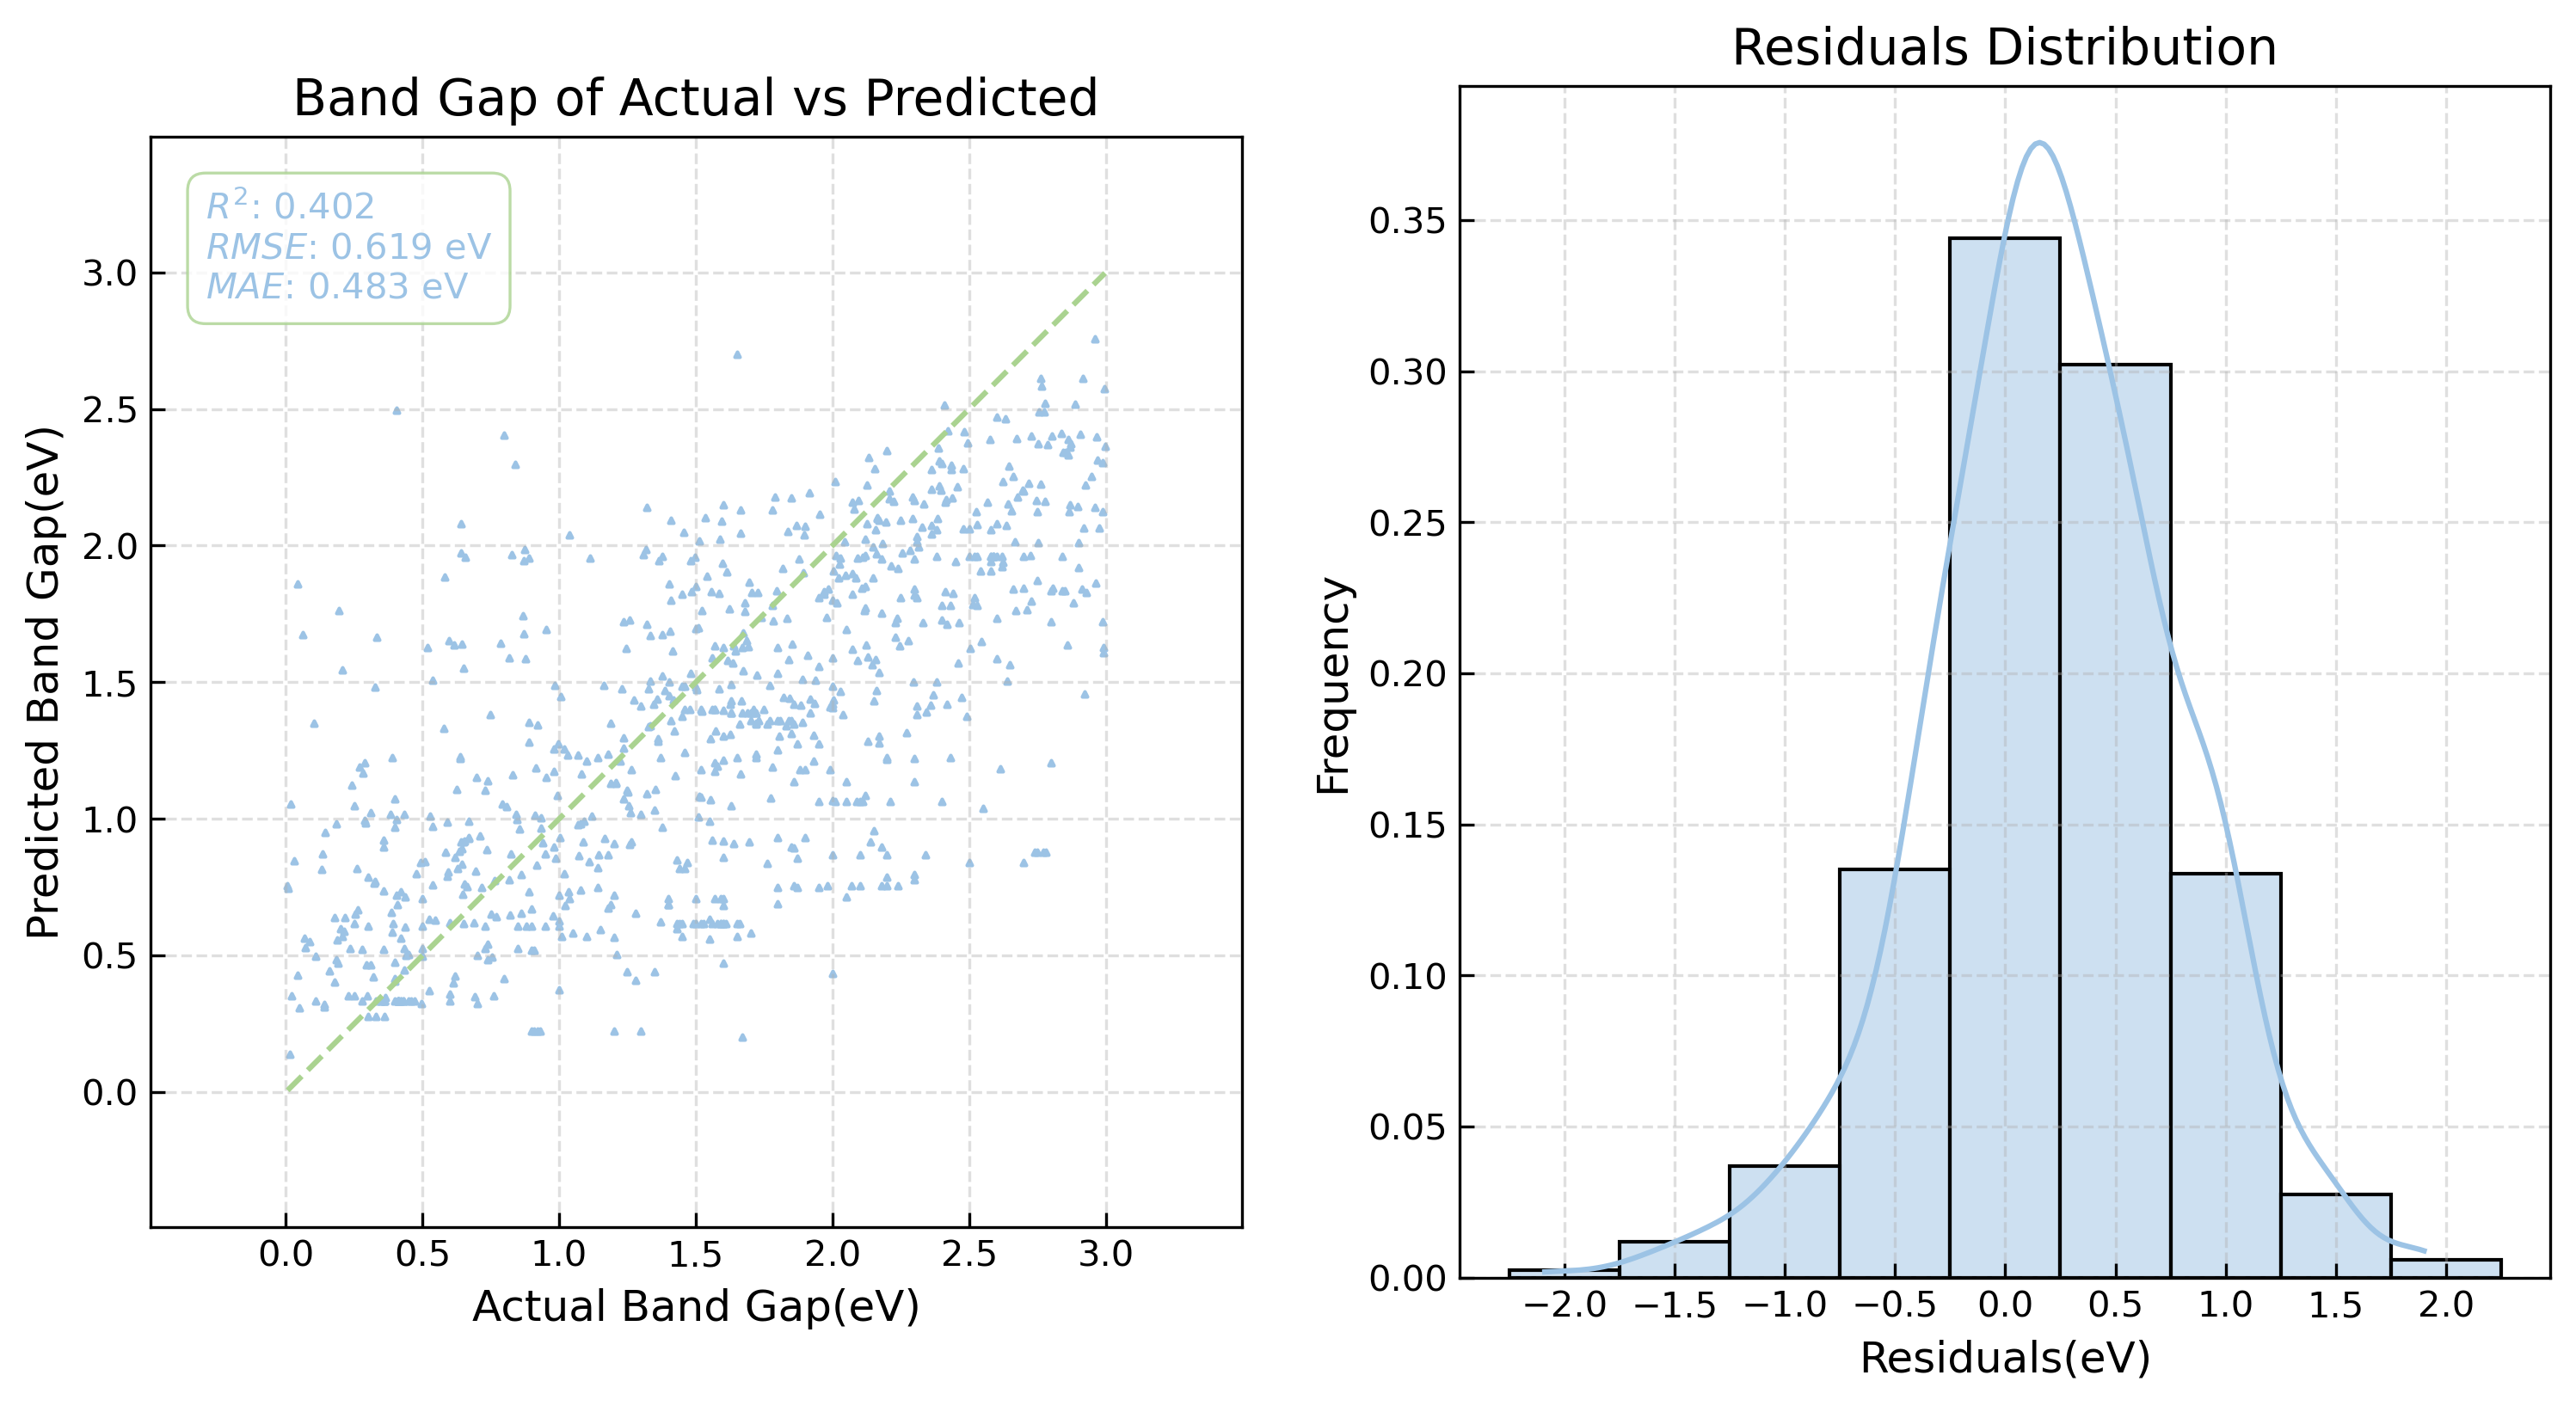 Band Gap of Actual vs Predicted
R²: 0.402
RMSE: 0.619 eV
MAE: 0.483 eV
3.0
2.5
2.0
1.5
1.0
0.5
0.0
Predicted Band Gap(eV)
0.0 0.5 1.0 1.5 2.0 2.5 3.0
Actual Band Gap(eV)
Residuals Distribution
0.35
0.30
0.25
0.20
0.15
0.10
0.05
0.00
Frequency
−2.0 −1.5 −1.0 −0.5 0.0 0.5 1.0 1.5 2.0
Residuals(eV)